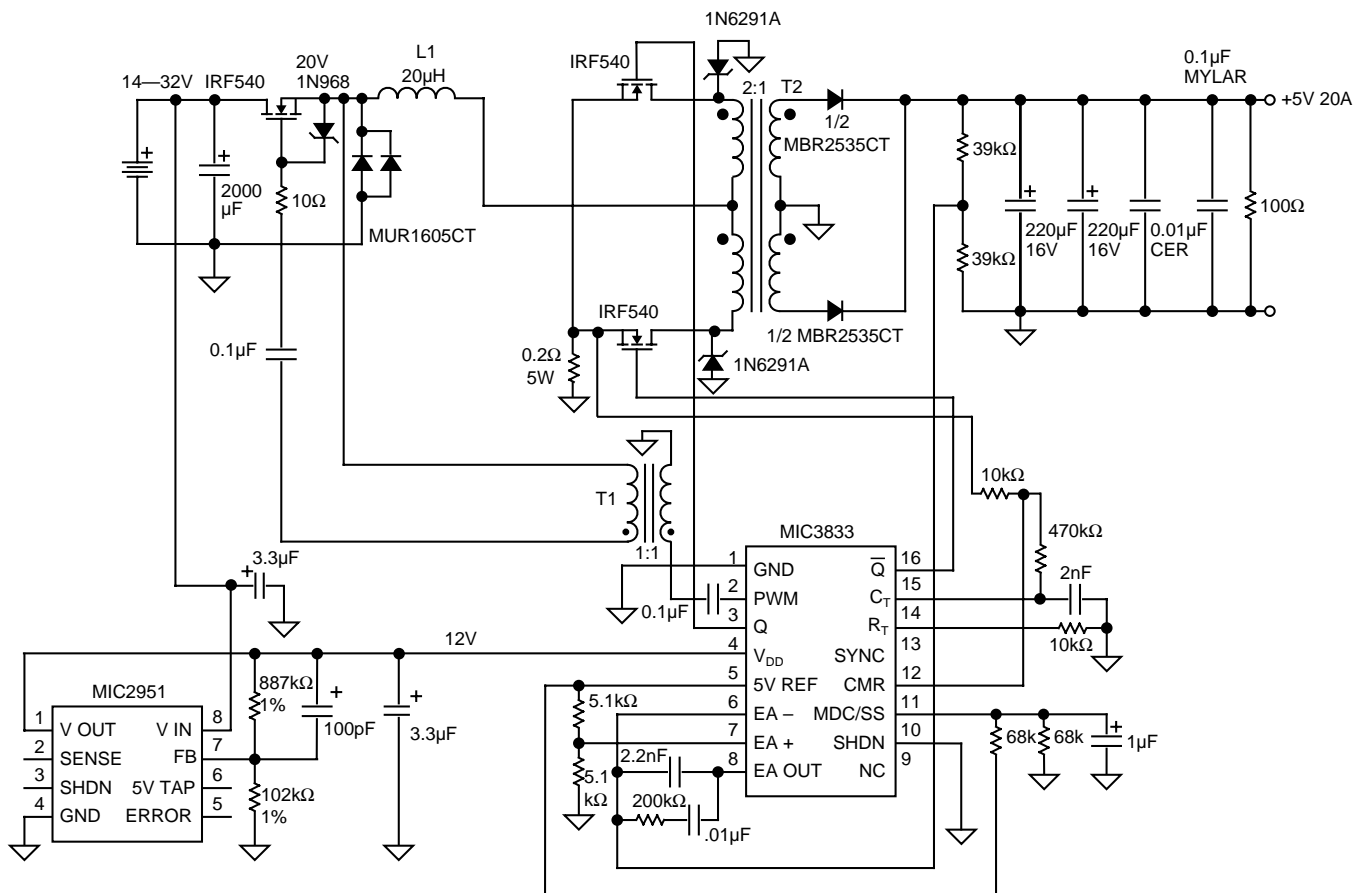 1N6291A
L1
20µH
20V
1N968
14—32V
IRF540
IRF540
2:1
T2
0.1µF
MYLAR
+5V 20A
1/2
MBR2535CT
39kΩ
+
+
2000
µF
10Ω
MUR1605CT
+
+
220µF
16V
220µF
16V
0.01µF
CER
100Ω
39kΩ
IRF540
1/2 MBR2535CT
0.1µF
0.2Ω
5W
1N6291A
T1
1:1
10kΩ
470kΩ
2nF
10kΩ
+
3.3µF
0.1µF
12V
MIC3833
1
GND
2
PWM
3
Q
4
VDD
5
5V REF
6
EA –
7
EA +
8
EA OUT
16
Q̅
15
CT
14
RT
13
SYNC
12
CMR
11
MDC/SS
10
SHDN
9
NC
MIC2951
1
V OUT
2
SENSE
3
SHDN
4
GND
8
V IN
7
FB
6
5V TAP
5
ERROR
887kΩ
1%
+
100pF
+
3.3µF
102kΩ
1%
5.1kΩ
5.1
kΩ
2.2nF
200kΩ
.01µF
68k
68k
+
1µF